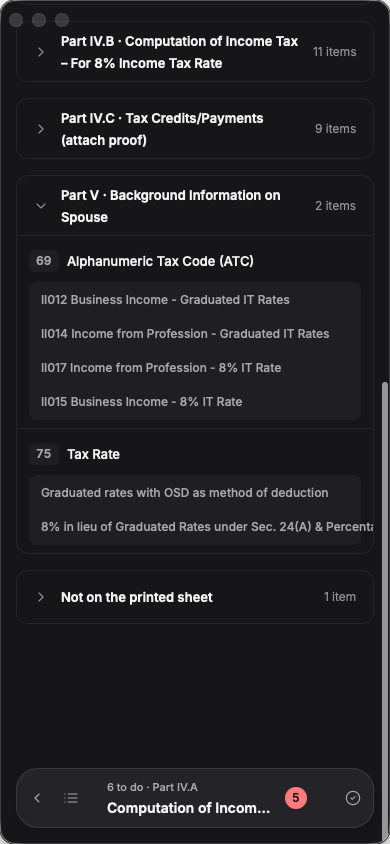 Part IV.B · Computation of Income Tax
– For 8% Income Tax Rate
11 items
Part IV.C · Tax Credits/Payments
(attach proof)
9 items
Part V · Background Information on
Spouse
2 items
69 Alphanumeric Tax Code (ATC)
II012 Business Income - Graduated IT Rates
II014 Income from Profession - Graduated IT Rates
II017 Income from Profession - 8% IT Rate
II015 Business Income - 8% IT Rate
75 Tax Rate
Graduated rates with OSD as method of deduction
8% in lieu of Graduated Rates under Sec. 24(A) &
Not on the printed sheet
1 item
6 to do · Part IV.A
Computation of Incom...
5